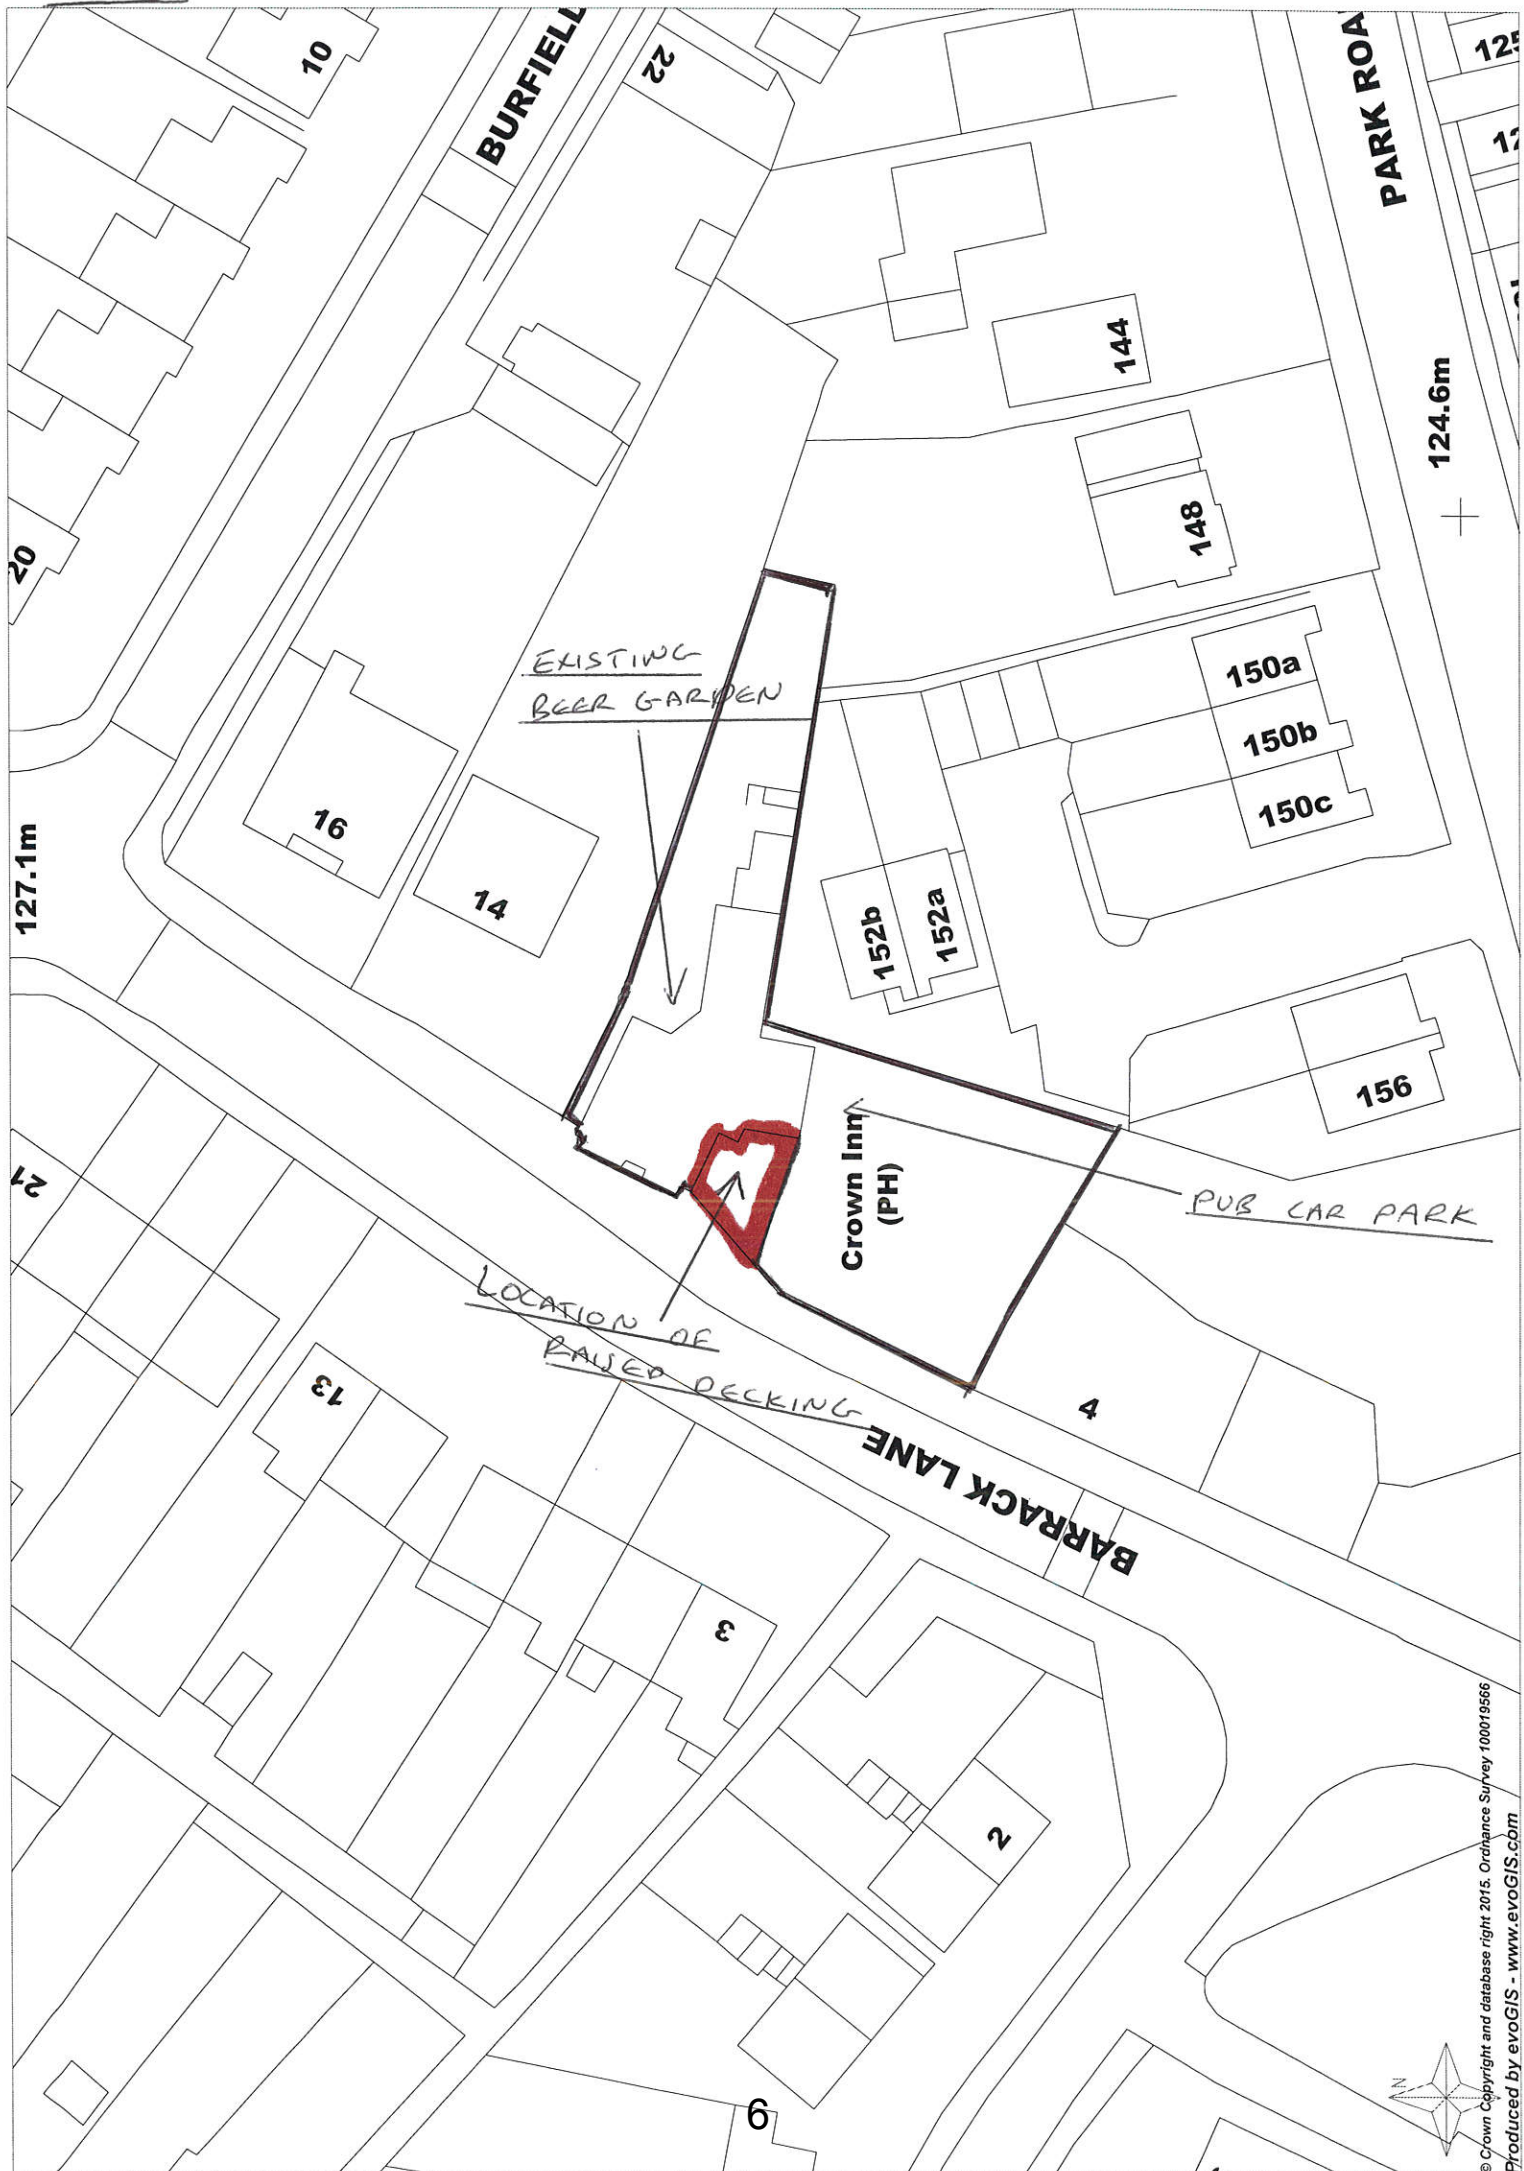 10
BURFIELD
22
PARK ROA
125
12
144
124.6m
148
20
EXISTING
BEER GARDEN
150a
150b
150c
127.1m
16
14
152b
152a
156
21
Crown Inn
(PH)
PUB CAR PARK
LOCATION OF
RAISED DECKING
13
4
BARRACK LANE
3
2
6
N
© Crown Copyright and database right 2015. Ordnance Survey 100019566
Produced by evoGIS - www.evoGIS.com